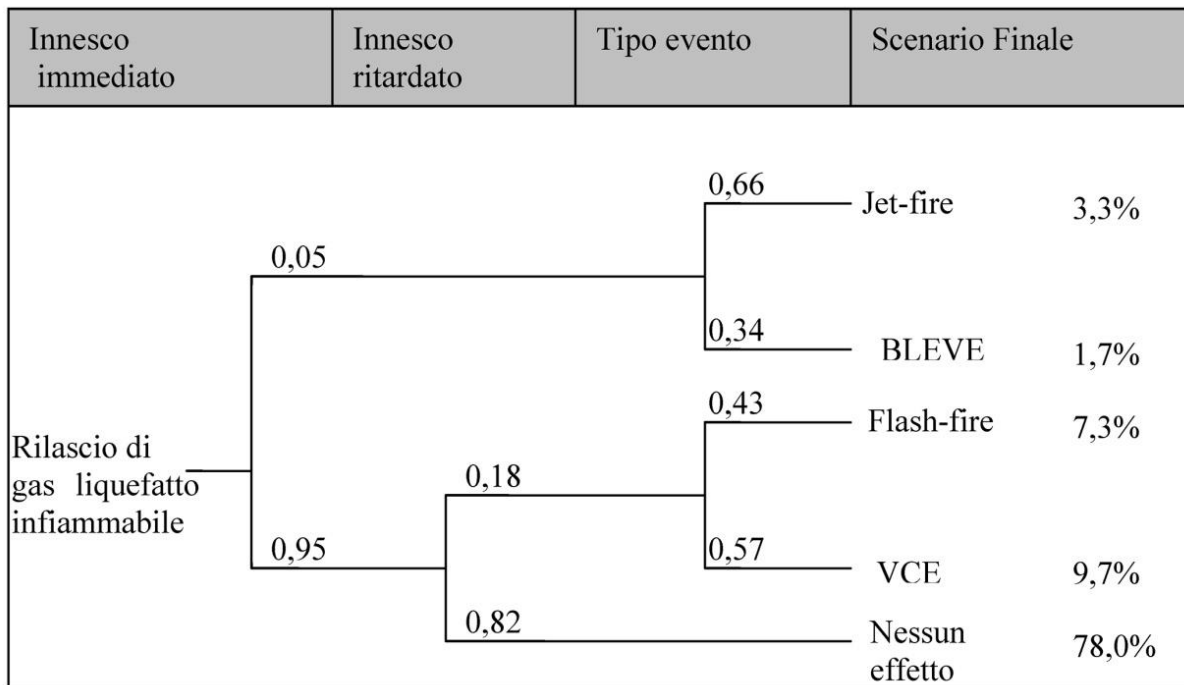 Innesco
immediato
Innesco
ritardato
Tipo evento
Scenario Finale
0,66
Jet-fire 3,3%
0,05
0,34
BLEVE 1,7%
0,43
Flash-fire 7,3%
Rilascio di
gas liquefatto
infiammabile
0,18
0,95
0,57
VCE 9,7%
0,82
Nessun
effetto
78,0%